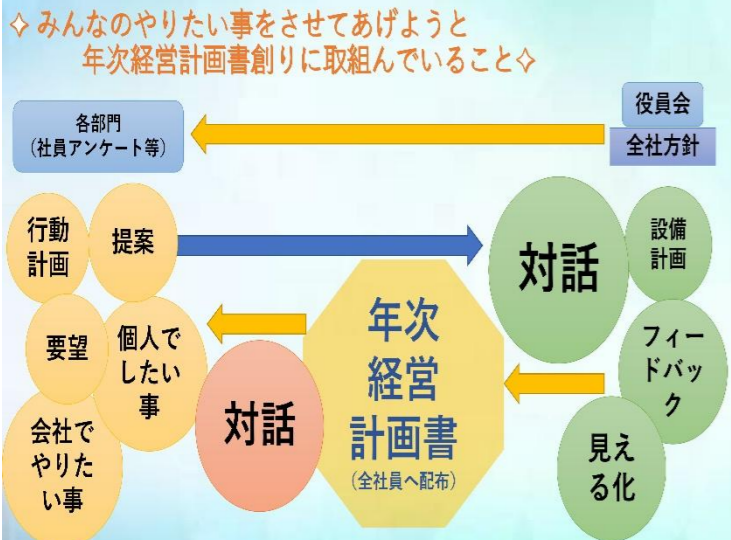 ✧みんなのやりたい事をさせてあげようと
年次経営計画書創りに取組んでいること✧
役員会
全社方針
各部門
（社員アンケート等）
行動
計画
提案
対話
設備
計画
要望
個人で
したい
事
会社で
やりた
い事
対話
年次
経営
計画書
（全社員へ配布）
フィー
ドバッ
ク
見え
る化